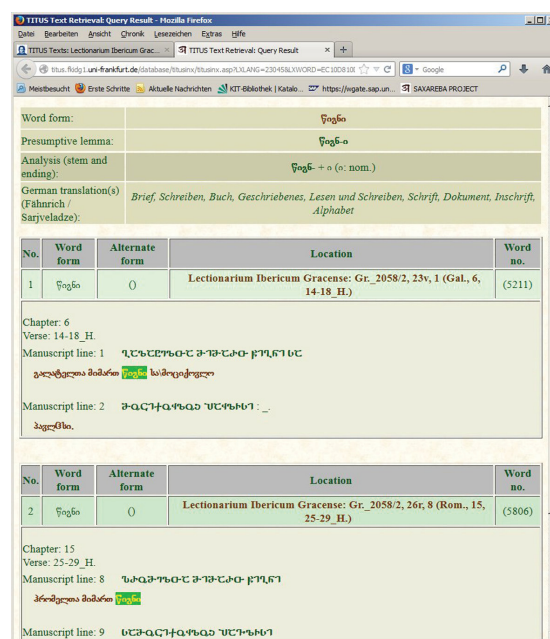 TITUS Text Retrieval: Query Result - Mozilla Firefox
Datei Bearbeiten Ansicht Chronik Lesezeichen Extras Hilfe
TITUS Texts: Lectionarium Ibericum Grac... × TITUS Text Retrieval: Query Result × +
titus.fkidg1.uni-frankfurt.de/database/titusinx/titusinx.asp? Google
Meistbesucht Erste Schritte Aktuelle Nachrichten KIT-Bibliothek | Katalo... https://wgate.sap.un... SAXAREBA PROJECT
Word form: წიგნი
Presumptive lemma: წიგნ-ი
Analysis (stem and ending): წიგნ- + ი (ი: nom.)
German translation(s) (Fähnrich / Sarjveladze): Brief, Schreiben, Buch, Geschriebenes, Lesen und Schreiben, Schrift, Dokument, Inschrift,
Alphabet
No. Word form Alternate form Location Word no.
1 წიგნი () Lectionarium Ibericum Gracense: Gr._2058/2, 23v, 1 (Gal., 6,
14-18_H.) (5211)
Chapter: 6
Verse: 14-18_H.
Manuscript line: 1
გალატელთა მიმართ წიგნი სა\მოციქოვლო
Manuscript line: 2 : _.
No. Word form Alternate form Location Word no.
2 წიგნი () Lectionarium Ibericum Gracense: Gr._2058/2, 26r, 8 (Rom., 15,
25-29_H.) (5806)
Chapter: 15
Verse: 25-29_H.
Manuscript line: 8
ჰრომელთა მიმართ წიგნი
Manuscript line: 9